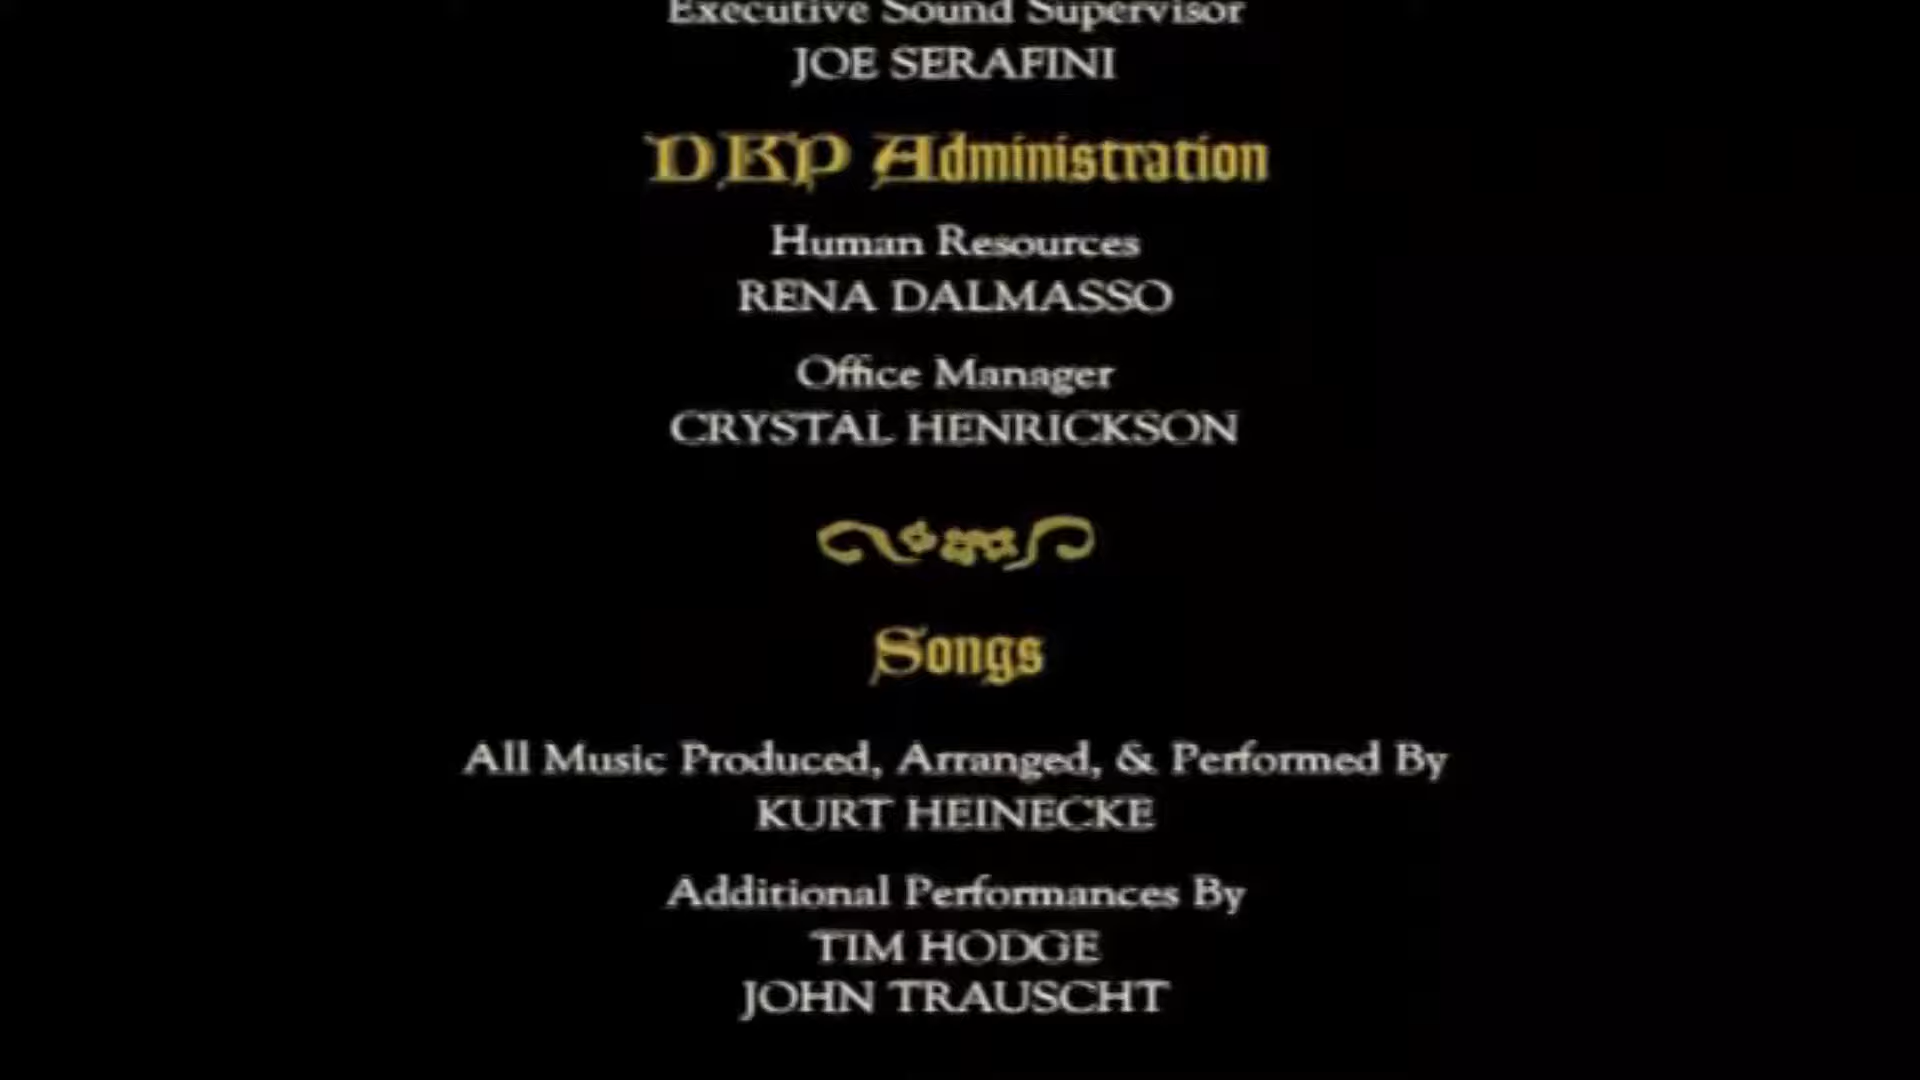 Executive Sound Supervisor
JOE SERAFINI
DKP Administration
Human Resources
RENA DALMASSO
Office Manager
CRYSTAL HENRICKSON
Songs
All Music Produced, Arranged, & Performed By
KURT HEINECKE
Additional Performances By
TIM HODGE
JOHN TRAUSCHT